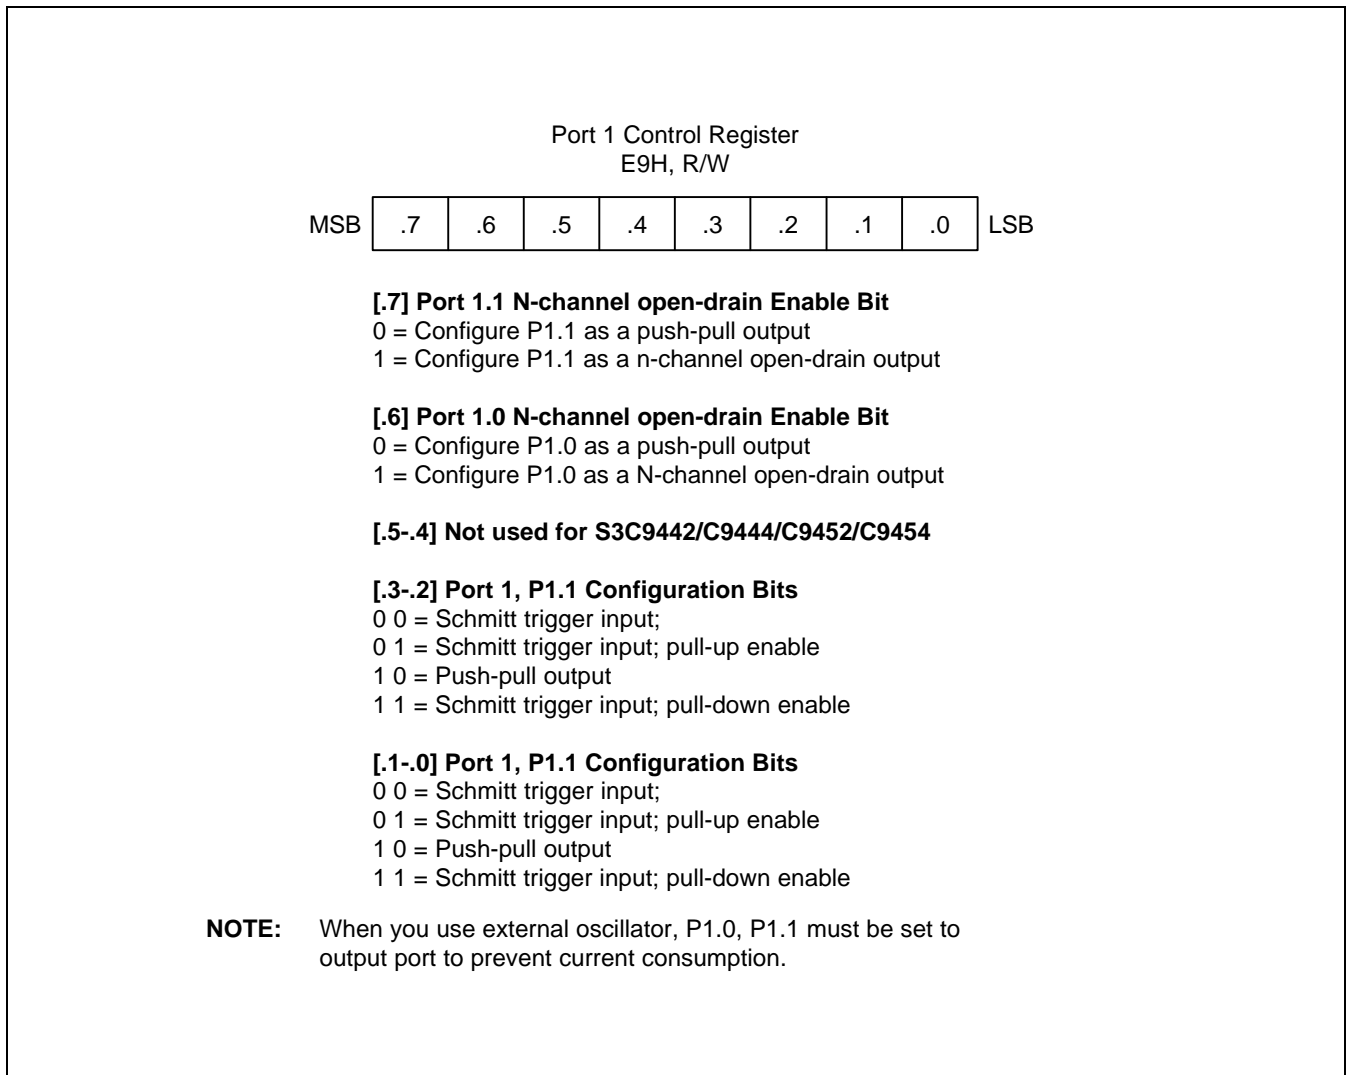 Port 1 Control Register
E9H, R/W
MSB .7 .6 .5 .4 .3 .2 .1 .0 LSB
[.7] Port 1.1 N-channel open-drain Enable Bit
0 = Configure P1.1 as a push-pull output
1 = Configure P1.1 as a n-channel open-drain output
[.6] Port 1.0 N-channel open-drain Enable Bit
0 = Configure P1.0 as a push-pull output
1 = Configure P1.0 as a N-channel open-drain output
[.5-.4] Not used for S3C9442/C9444/C9452/C9454
[.3-.2] Port 1, P1.1 Configuration Bits
0 0 = Schmitt trigger input;
0 1 = Schmitt trigger input; pull-up enable
1 0 = Push-pull output
1 1 = Schmitt trigger input; pull-down enable
[.1-.0] Port 1, P1.1 Configuration Bits
0 0 = Schmitt trigger input;
0 1 = Schmitt trigger input; pull-up enable
1 0 = Push-pull output
1 1 = Schmitt trigger input; pull-down enable
NOTE: When you use external oscillator, P1.0, P1.1 must be set to
output port to prevent current consumption.